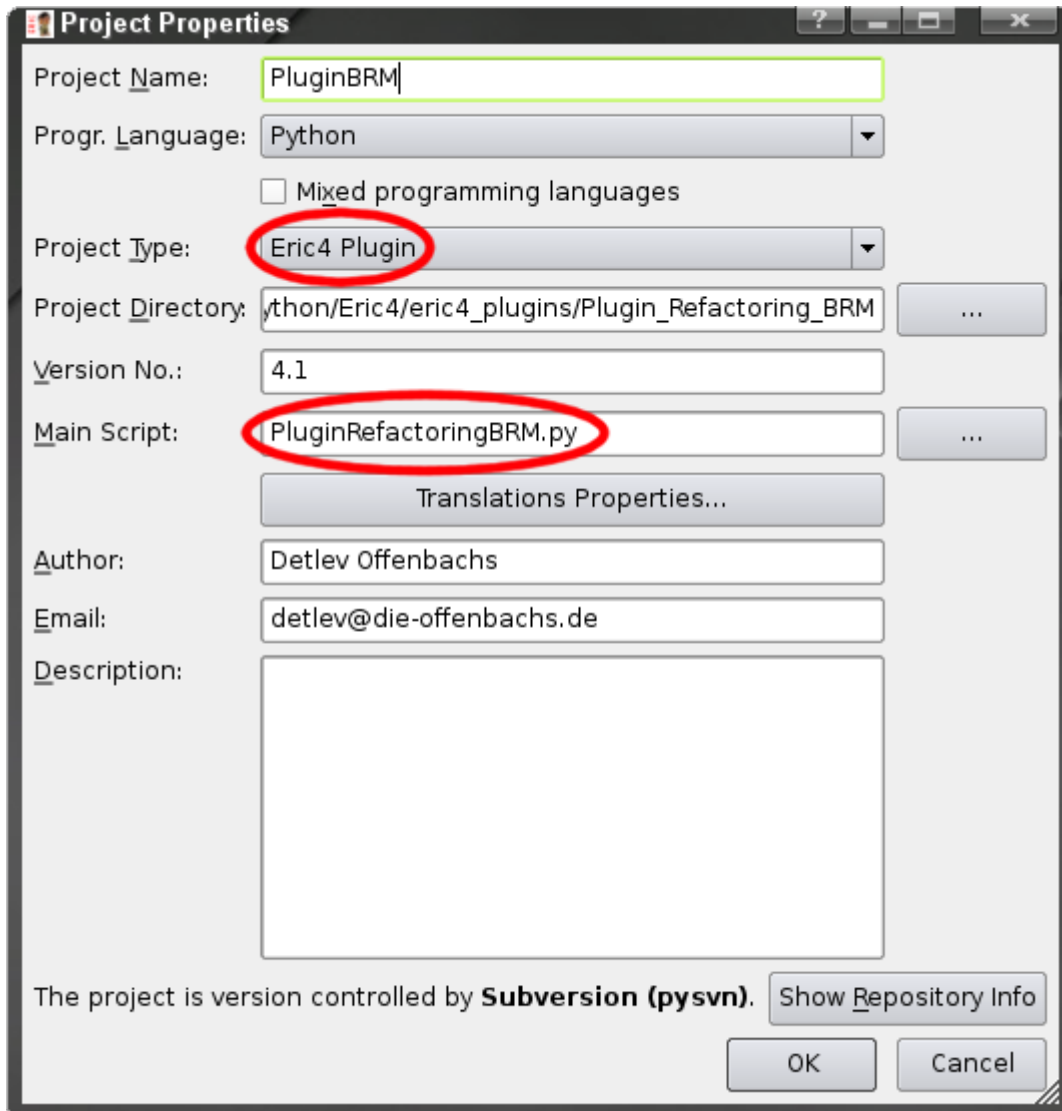 Project Properties
Project Name: PluginBRM
Progr. Language: Python
Mixed programming languages
Project Type: Eric4 Plugin
Project Directory: ython/Eric4/eric4_plugins/Plugin_Refactoring_BRM ...
Version No.: 4.1
Main Script: PluginRefactoringBRM.py ...
Translations Properties...
Author: Detlev Offenbachs
Email: detlev@die-offenbachs.de
Description:
The project is version controlled by Subversion (pysvn). Show Repository Info
OK Cancel